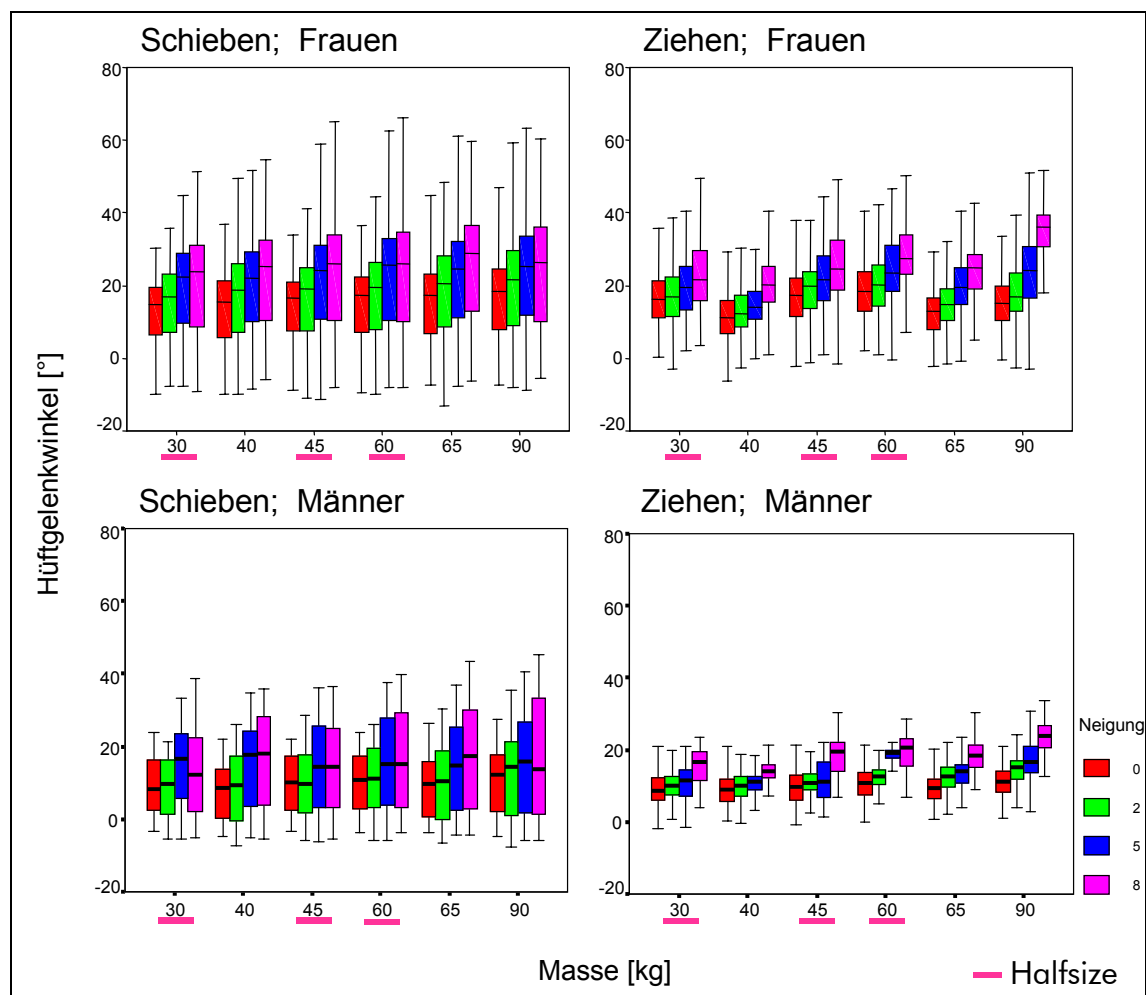 Schieben; Frauen
Ziehen; Frauen
80
60
40
20
0
-20
30 40 45 60 65 90
80
60
40
20
0
-20
30 40 45 60 65 90
Hüftgelenkwinkel [°]
Schieben; Männer
Ziehen; Männer
80
60
40
20
0
-20
30 40 45 60 65 90
80
60
40
20
0
-20
30 40 45 60 65 90
Neigung
0
2
5
8
Masse [kg]
Halfsize